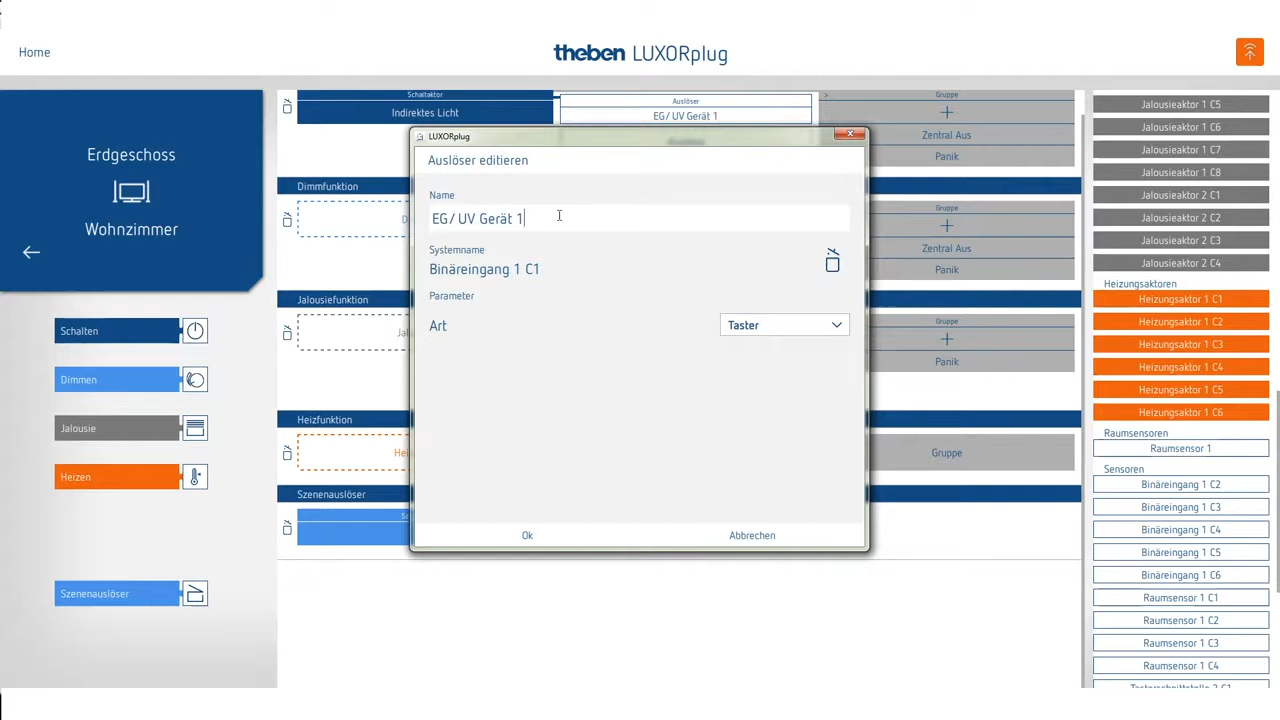 Home
theben LUXORplug
Erdgeschoss
Wohnzimmer
Schalten
Dimmen
Jalousie
Heizen
Szenenauslöser
Schaltaktor
Indirektes Licht
Auslöser
EG/ UV Gerät 1
Gruppe
+
Zentral Aus
Panik
Dimmfunktion
D
Gruppe
+
Zentral Aus
Panik
Jalousiefunktion
Jal
Gruppe
+
Panik
Heizfunktion
Hei
Gruppe
Szenenauslöser
LUXORplug
Auslöser editieren
Name
EG/ UV Gerät 1
Systemname
Binäreingang 1 C1
Parameter
Art
Taster
Ok
Abbrechen
Jalousieaktor 1 C5
Jalousieaktor 1 C6
Jalousieaktor 1 C7
Jalousieaktor 1 C8
Jalousieaktor 2 C1
Jalousieaktor 2 C2
Jalousieaktor 2 C3
Jalousieaktor 2 C4
Heizungsaktoren
Heizungsaktor 1 C1
Heizungsaktor 1 C2
Heizungsaktor 1 C3
Heizungsaktor 1 C4
Heizungsaktor 1 C5
Heizungsaktor 1 C6
Raumsensoren
Raumsensor 1
Sensoren
Binäreingang 1 C2
Binäreingang 1 C3
Binäreingang 1 C4
Binäreingang 1 C5
Binäreingang 1 C6
Raumsensor 1 C1
Raumsensor 1 C2
Raumsensor 1 C3
Raumsensor 1 C4
Tasterschnittstelle 2 C1